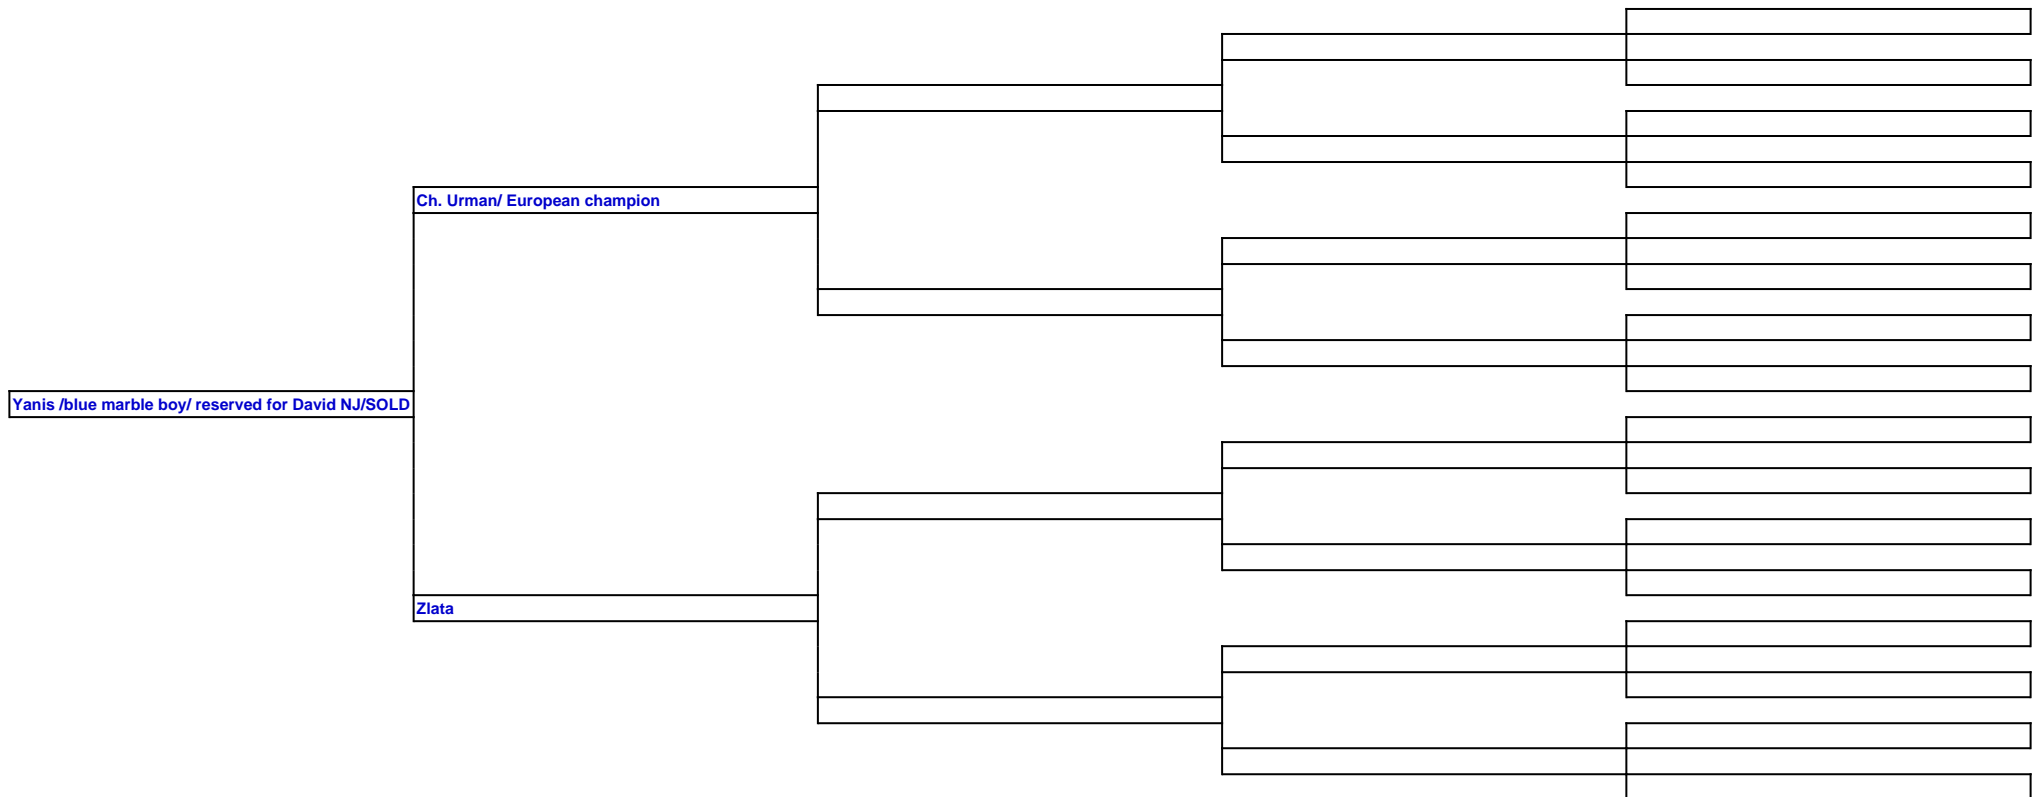 Ch. Urman/ European champion
Yanis /blue marble boy/ reserved for David NJ/SOLD
Zlata